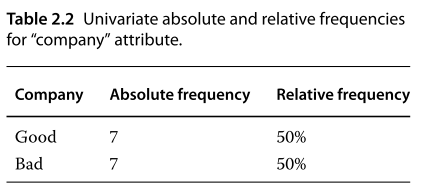 Table 2.2 Univariate absolute and relative frequencies
for “company” attribute.
Company Absolute frequency Relative frequency
Good 7 50%
Bad 7 50%